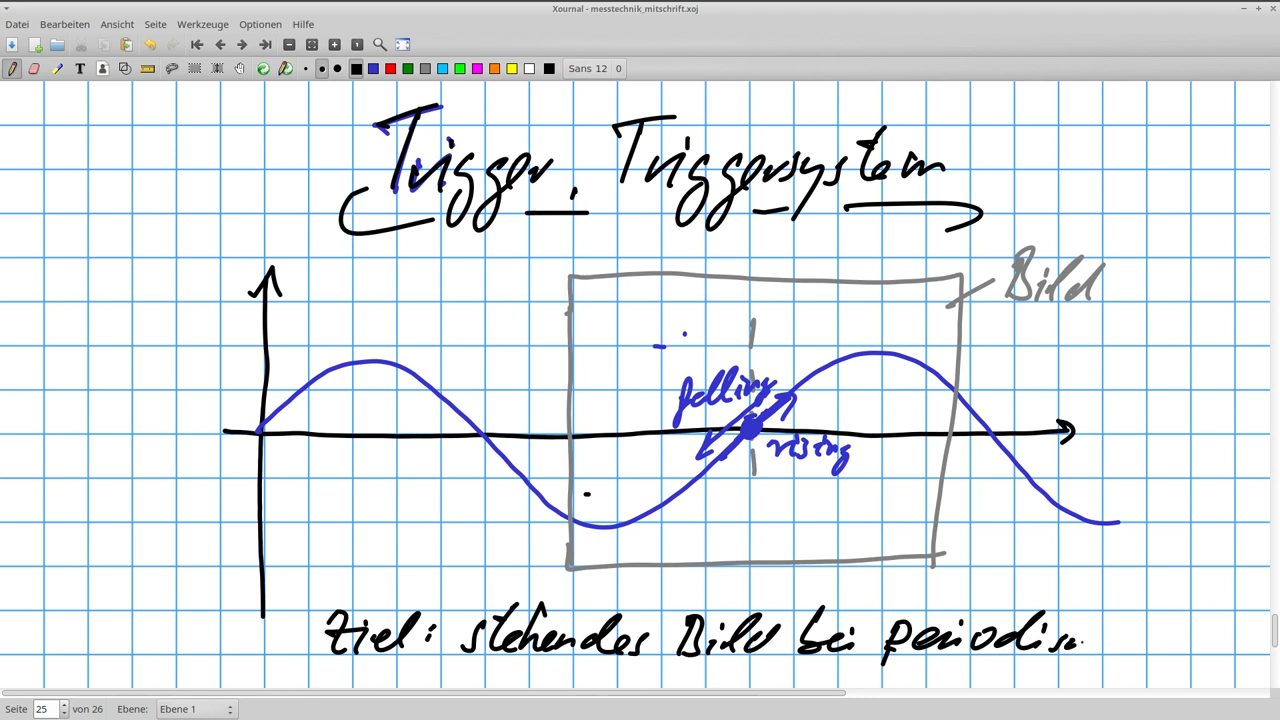 Xournal - messtechnik_mitschrift.xoj
Datei Bearbeiten Ansicht Seite Werkzeuge Optionen Hilfe
Sans 12 0
Trigger, Triggersystem
Bild
falling
rising
Ziel: stehendes Bild bei periodisc
Seite 25 von 26 Ebene: Ebene 1